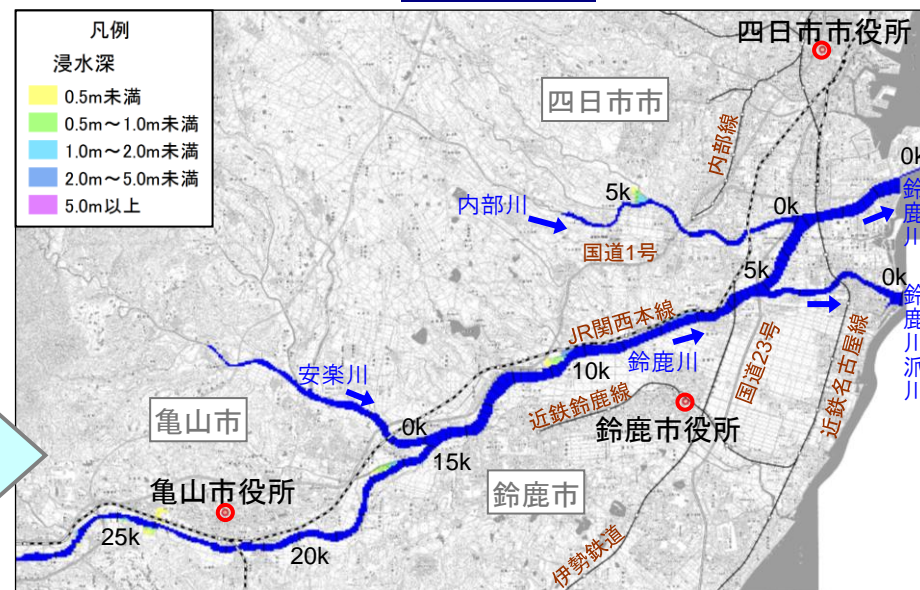 凡例
浸水深
0.5m未満
0.5m～1.0m未満
1.0m～2.0m未満
2.0m～5.0m未満
5.0m以上
四日市市役所
四日市市
内部線
0k
鈴鹿川
5k
内部川
0k
国道1号
5k
0k
鈴鹿川派川
JR関西本線
安楽川
10k
鈴鹿川
国道23号
近鉄名古屋線
近鉄鈴鹿線
亀山市
0k
鈴鹿市役所
15k
亀山市役所
鈴鹿市
25k
20k
伊勢鉄道